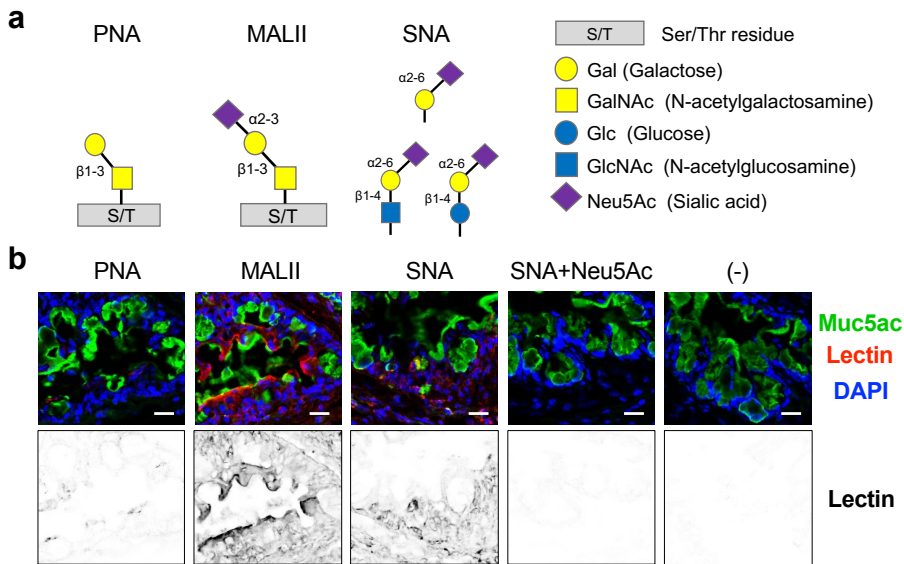 a
PNA
MALII
SNA
S/T Ser/Thr residue
Gal (Galactose)
GalNAc (N-acetylgalactosamine)
Glc (Glucose)
GlcNAc (N-acetylglucosamine)
Neu5Ac (Sialic acid)
β1-3
S/T
α2-3
β1-3
S/T
α2-6
α2-6
β1-4
α2-6
β1-4
b
PNA
MALII
SNA
SNA+Neu5Ac
(-)
Muc5ac
Lectin
DAPI
Lectin